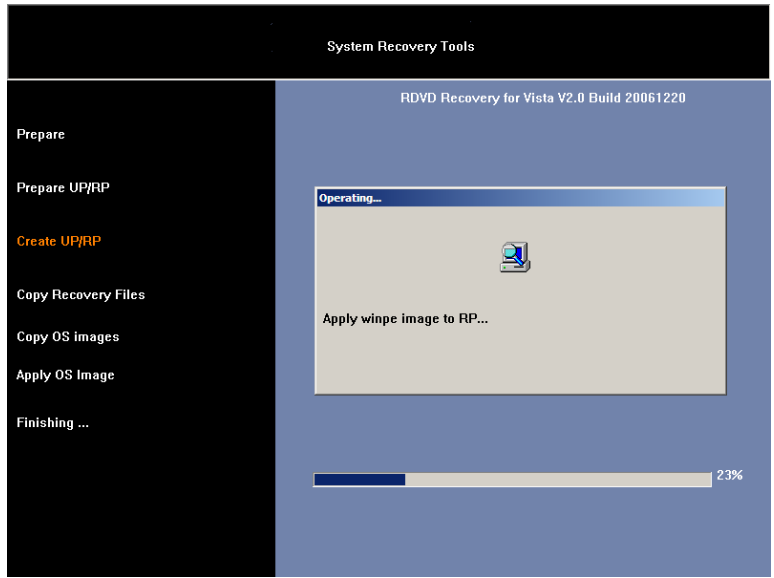 System Recovery Tools
RDVD Recovery for Vista V2.0 Build 20061220
Prepare
Prepare UP/RP
Create UP/RP
Copy Recovery Files
Copy OS images
Apply OS Image
Finishing ...
Operating...
Apply winpe image to RP...
23%